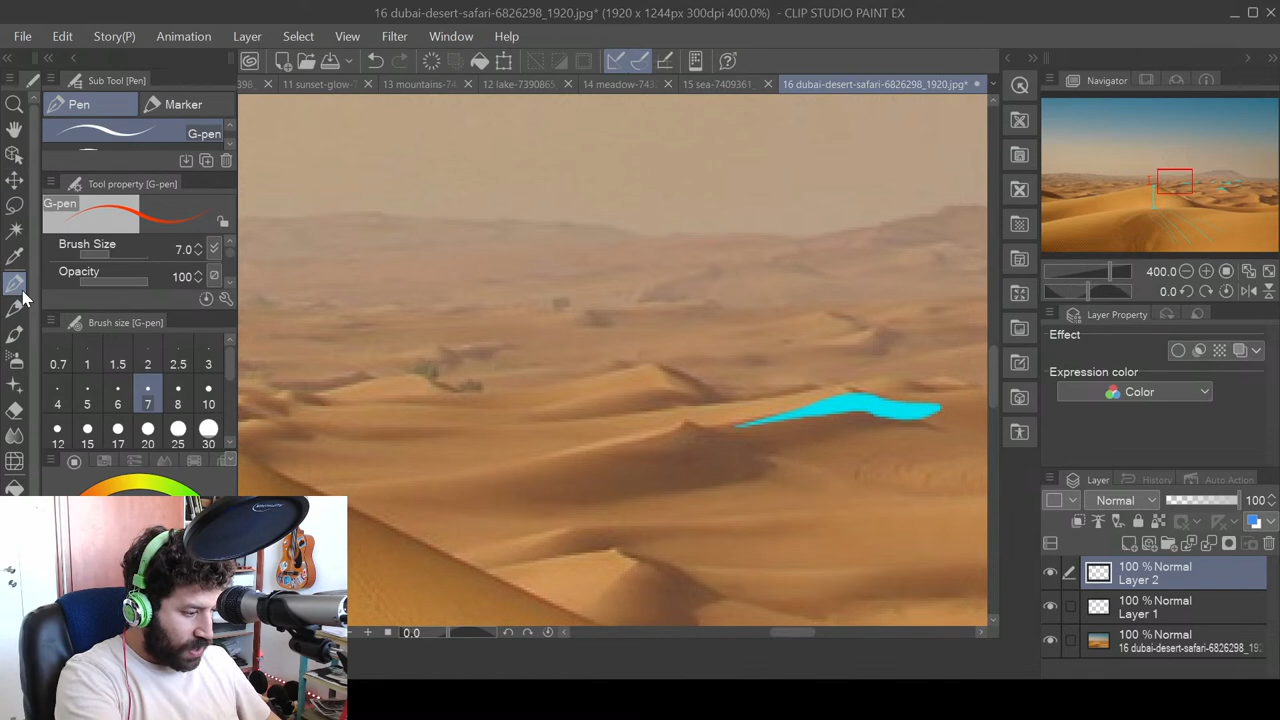 16 dubai-desert-safari-6826298_1920.jpg* (1920 x 1244px 300dpi 400.0%) - CLIP STUDIO PAINT EX
File Edit Story(P) Animation Layer Select View Filter Window Help
Sub Tool [Pen]
398_ 11 sunset-glow- 13 mountains-74 12 lake-7390865 14 meadow-743 15 sea-7409361_ 16 dubai-desert-safari-6826298_1920.jpg*
Navigator
Pen Marker
G-pen
Tool property [G-pen]
G-pen
Brush Size 7.0
Opacity 100
400.0
0.0
Brush size [G-pen]
0.7 1 1.5 2 2.5 3
4 5 6 7 8 10
12 15 17 20 25 30
Layer Property
Effect
Expression color
Color
Layer History Auto Action
Normal 100
100 % Normal
Layer 2
100 % Normal
Layer 1
100 % Normal
16 dubai-desert-safari-6826298_192
0.0